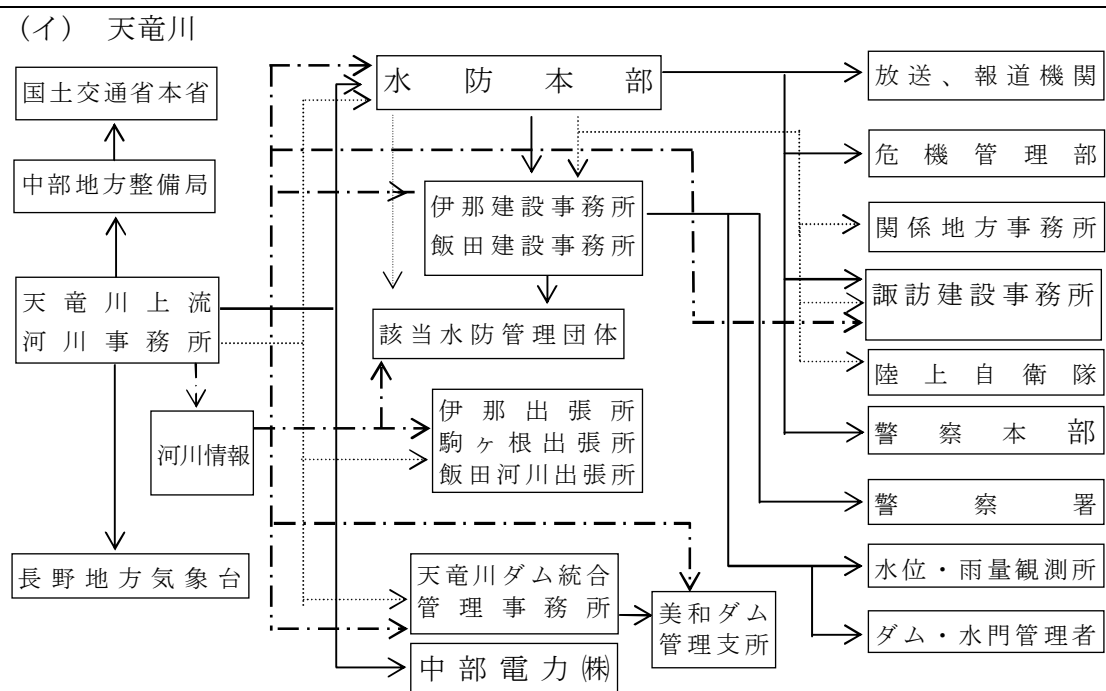 (イ) 天竜川
国土交通省本省
中部地方整備局
天竜川上流
河川事務所
河川情報
長野地方気象台
水防本部
伊那建設事務所
飯田建設事務所
該当水防管理団体
伊那出張所
駒ヶ根出張所
飯田河川出張所
天竜川ダム統合
管理事務所
美和ダム
管理支所
中部電力㈱
放送、報道機関
危機管理部
関係地方事務所
諏訪建設事務所
陸上自衛隊
警察本部
警察署
水位・雨量観測所
ダム・水門管理者